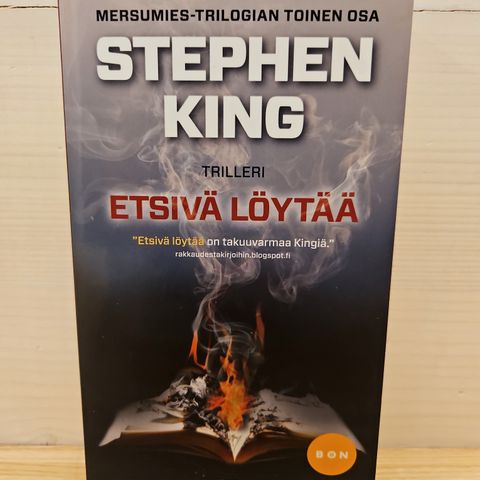 MERSUMIES-TRILOGIAN TOINEN OSA
STEPHEN
KING
TRILLERI
ETSIVÄ LÖYTÄÄ
"Etsivä löytää on takuuvarmaa Kingiä."
rakkaudestakirjoihin.blogspot.fi
BON